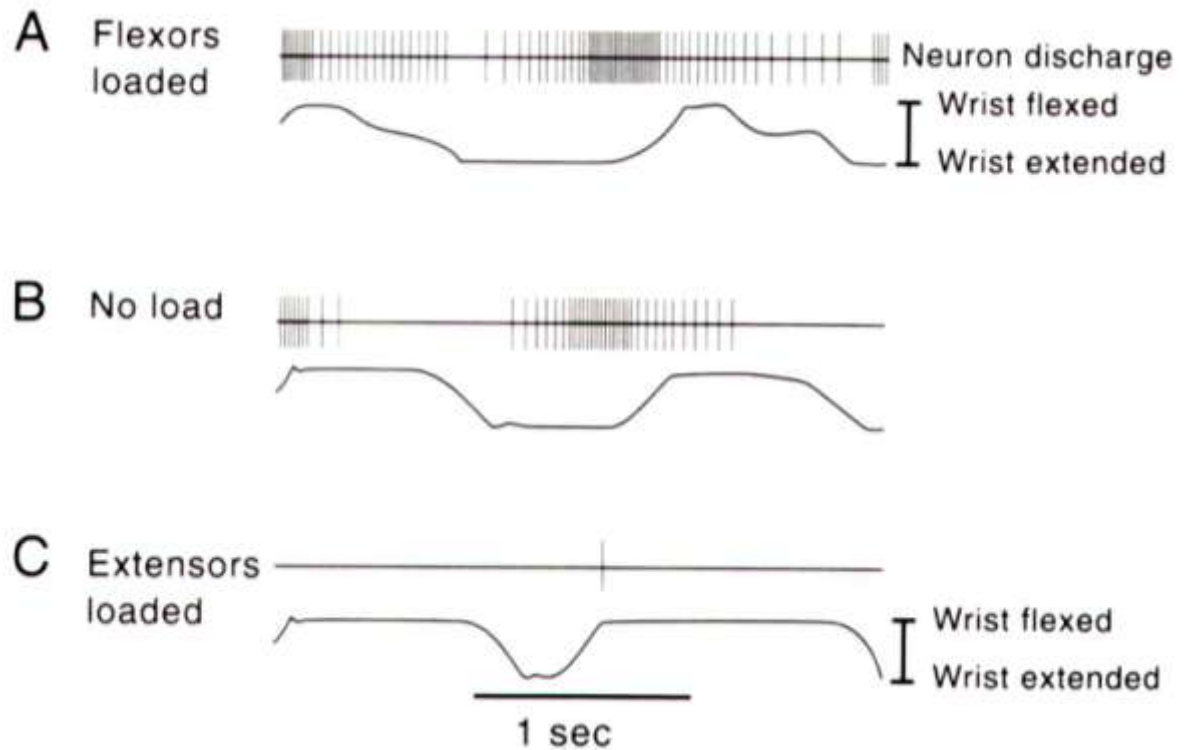 A Flexors loaded
Neuron discharge
Wrist flexed
Wrist extended
B No load
C Extensors loaded
Wrist flexed
Wrist extended
1 sec